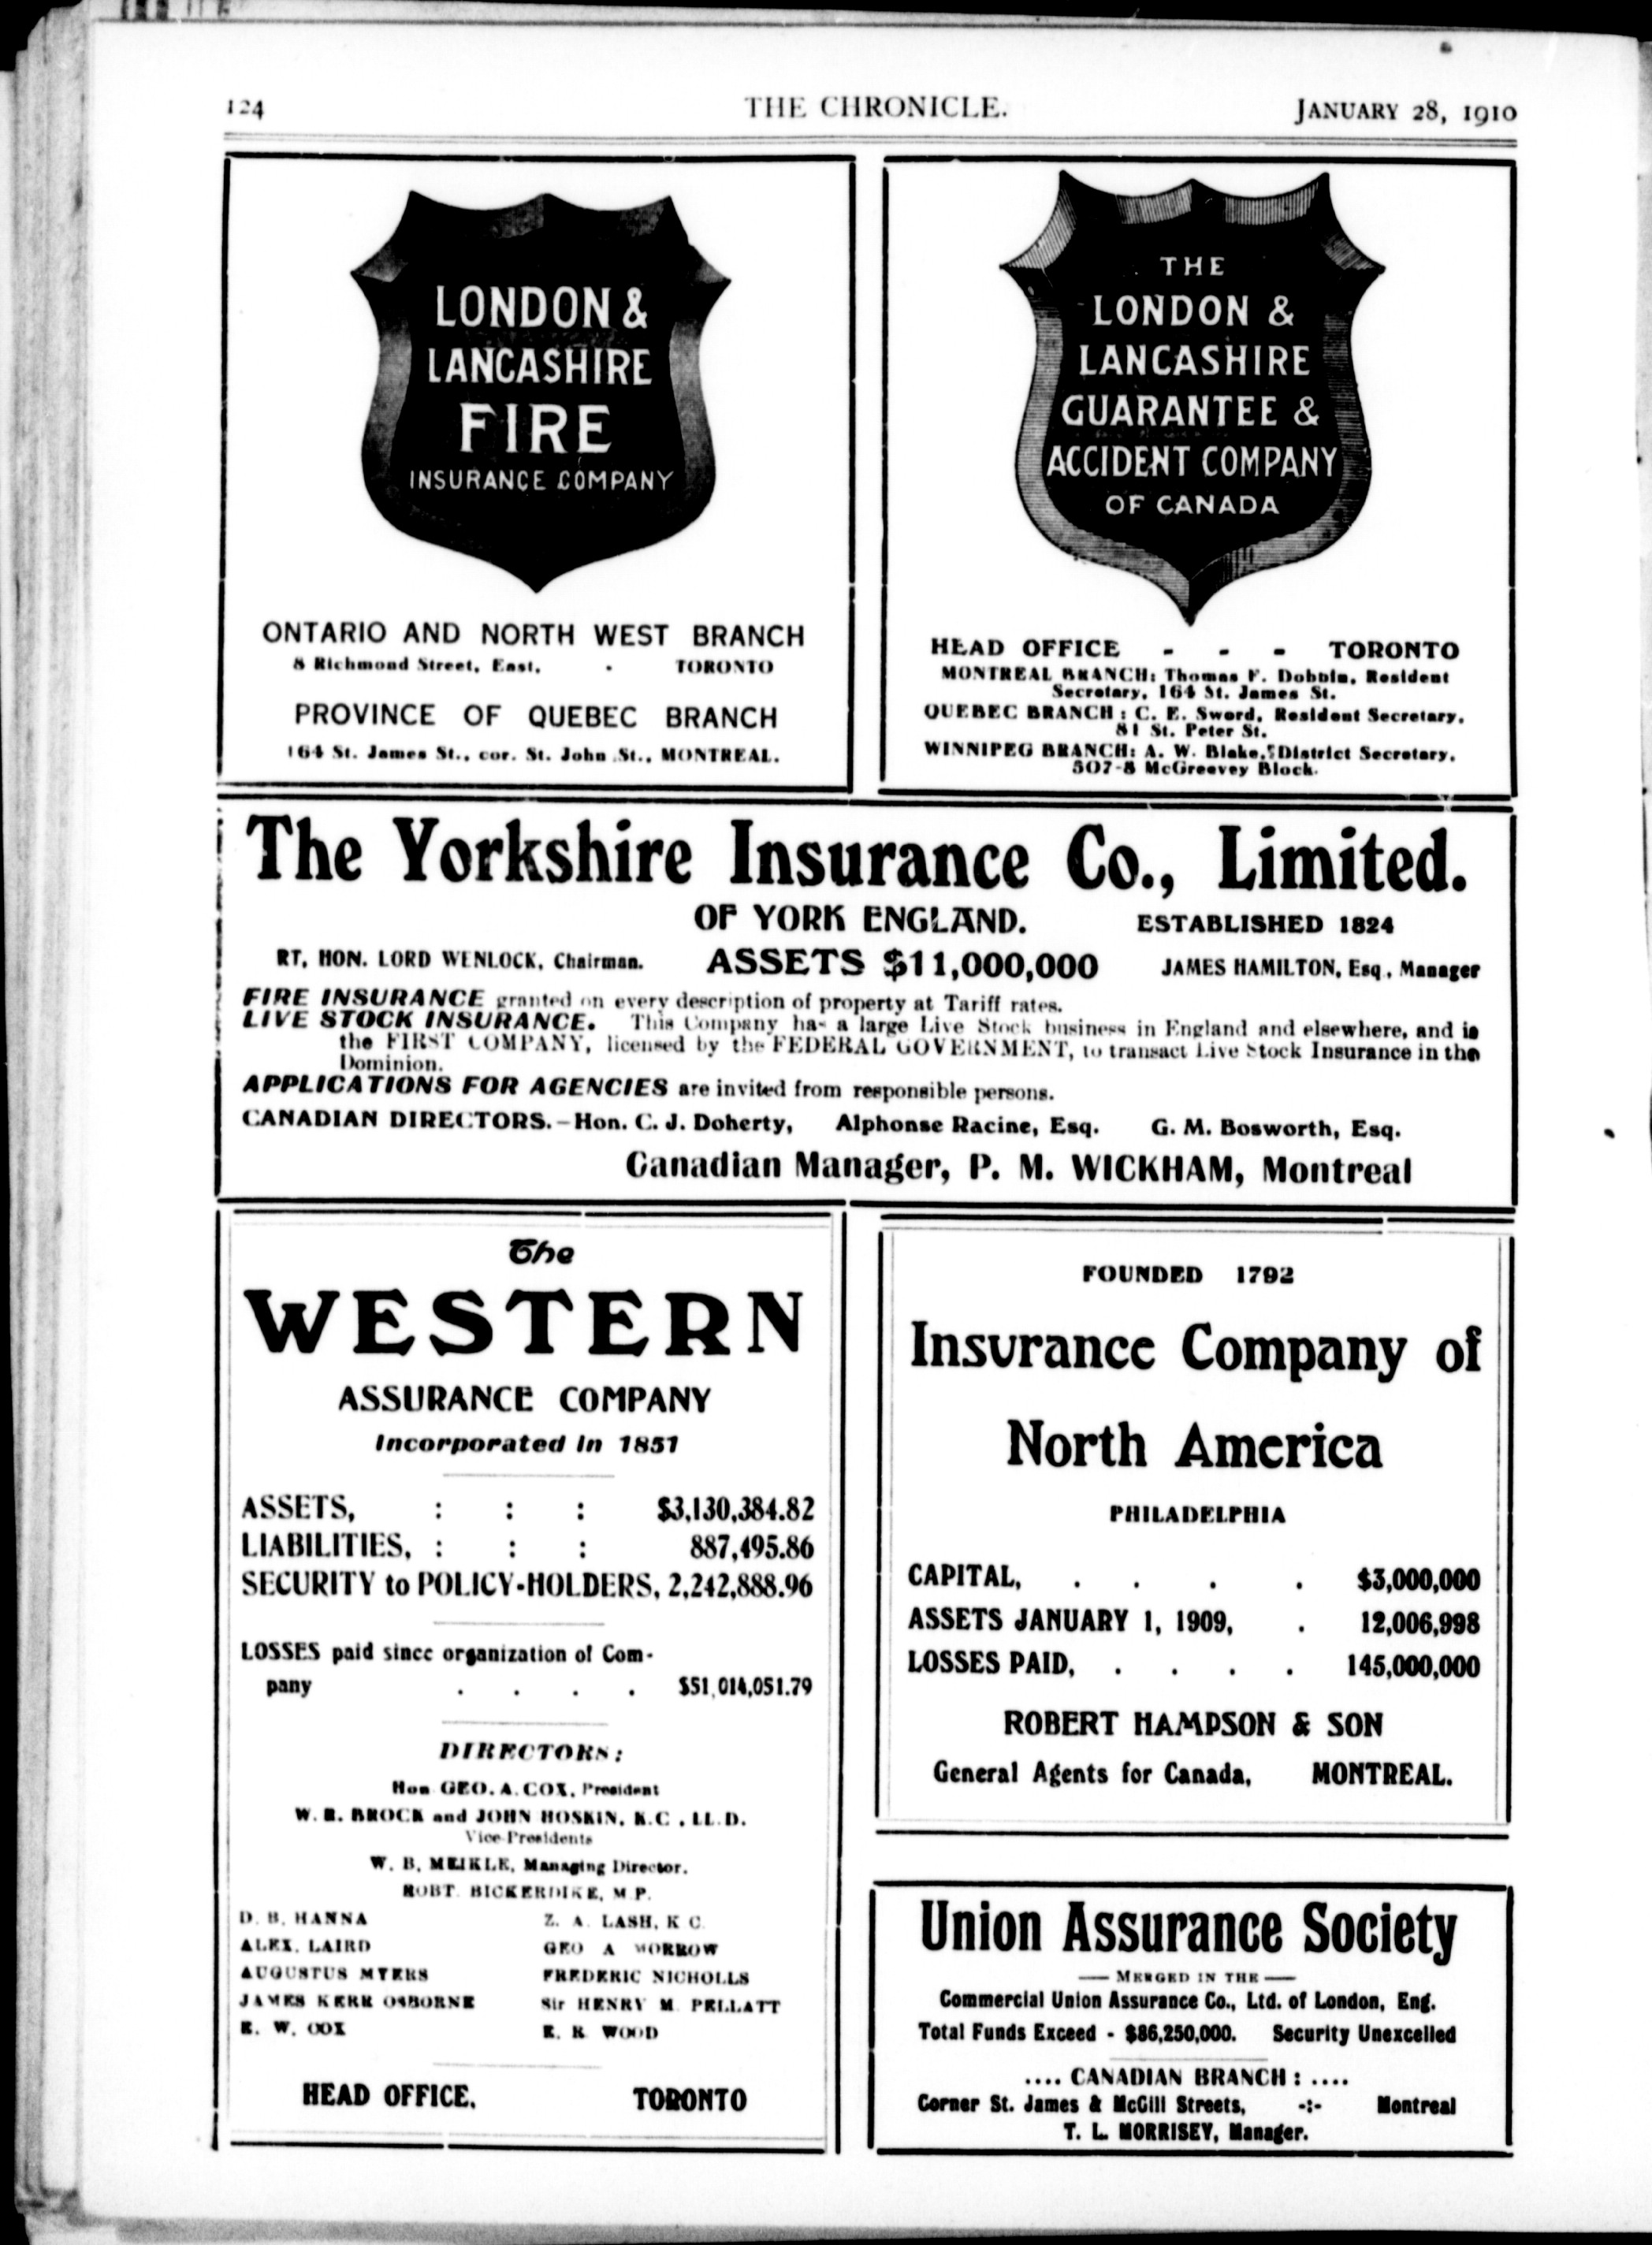 124
THE CHRONICLE.
JANUARY 28, 1910
LONDON &
LANCASHIRE
FIRE
INSURANCE COMPANY
ONTARIO AND NORTH WEST BRANCH
8 Richmond Street, East, - TORONTO
PROVINCE OF QUEBEC BRANCH
164 St. James St., cor. St. John St., MONTREAL.
THE
LONDON &
LANCASHIRE
GUARANTEE &
ACCIDENT COMPANY
OF CANADA
HEAD OFFICE - - - TORONTO
MONTREAL BRANCH: Thomas F. Dobbin, Resident
Secretary, 164 St. James St.
QUEBEC BRANCH: C. E. Sword, Resident Secretary,
81 St. Peter St.
WINNIPEG BRANCH: A. W. Blake, District Secretary,
507-8 McGreevey Block.
The Yorkshire Insurance Co., Limited.
OF YORK ENGLAND. ESTABLISHED 1824
RT. HON. LORD WENLOCK, Chairman. ASSETS $11,000,000 JAMES HAMILTON, Esq., Manager
FIRE INSURANCE granted on every description of property at Tariff rates.
LIVE STOCK INSURANCE. This Company has a large Live Stock business in England and elsewhere, and is
the FIRST COMPANY, licensed by the FEDERAL GOVERNMENT, to transact Live Stock Insurance in the
Dominion.
APPLICATIONS FOR AGENCIES are invited from responsible persons.
CANADIAN DIRECTORS.—Hon. C. J. Doherty, Alphonse Racine, Esq. G. M. Bosworth, Esq.
Canadian Manager, P. M. WICKHAM, Montreal
The
WESTERN
ASSURANCE COMPANY
Incorporated in 1851
ASSETS, : : : $3,130,384.82
LIABILITIES, : : : 887,495.86
SECURITY to POLICY-HOLDERS, 2,242,888.96
LOSSES paid since organization of Com-
pany . . . . $51,014,051.79
DIRECTORS:
Hon GEO. A. COX, President
W. R. BROCK and JOHN HOSKIN, K.C., LL.D.
Vice-Presidents
W. B. MEIKLE, Managing Director.
ROBT. BICKERDIKE, M.P.
D. B. HANNA Z. A. LASH, K C.
ALEX. LAIRD GEO A MORROW
AUGUSTUS MYERS FREDERIC NICHOLLS
JAMES KERR OSBORNE Sir HENRY M. PELLATT
E. W. COX E. R. WOOD
HEAD OFFICE, TORONTO
FOUNDED 1792
Insurance Company of
North America
PHILADELPHIA
CAPITAL, . . . . $3,000,000
ASSETS JANUARY 1, 1909, . 12,006,998
LOSSES PAID, . . . . 145,000,000
ROBERT HAMPSON & SON
General Agents for Canada, MONTREAL.
Union Assurance Society
— MERGED IN THE —
Commercial Union Assurance Co., Ltd. of London, Eng.
Total Funds Exceed - $86,250,000. Security Unexcelled
.... CANADIAN BRANCH: ....
Corner St. James & McGill Streets, -:- Montreal
T. L. MORRISEY, Manager.